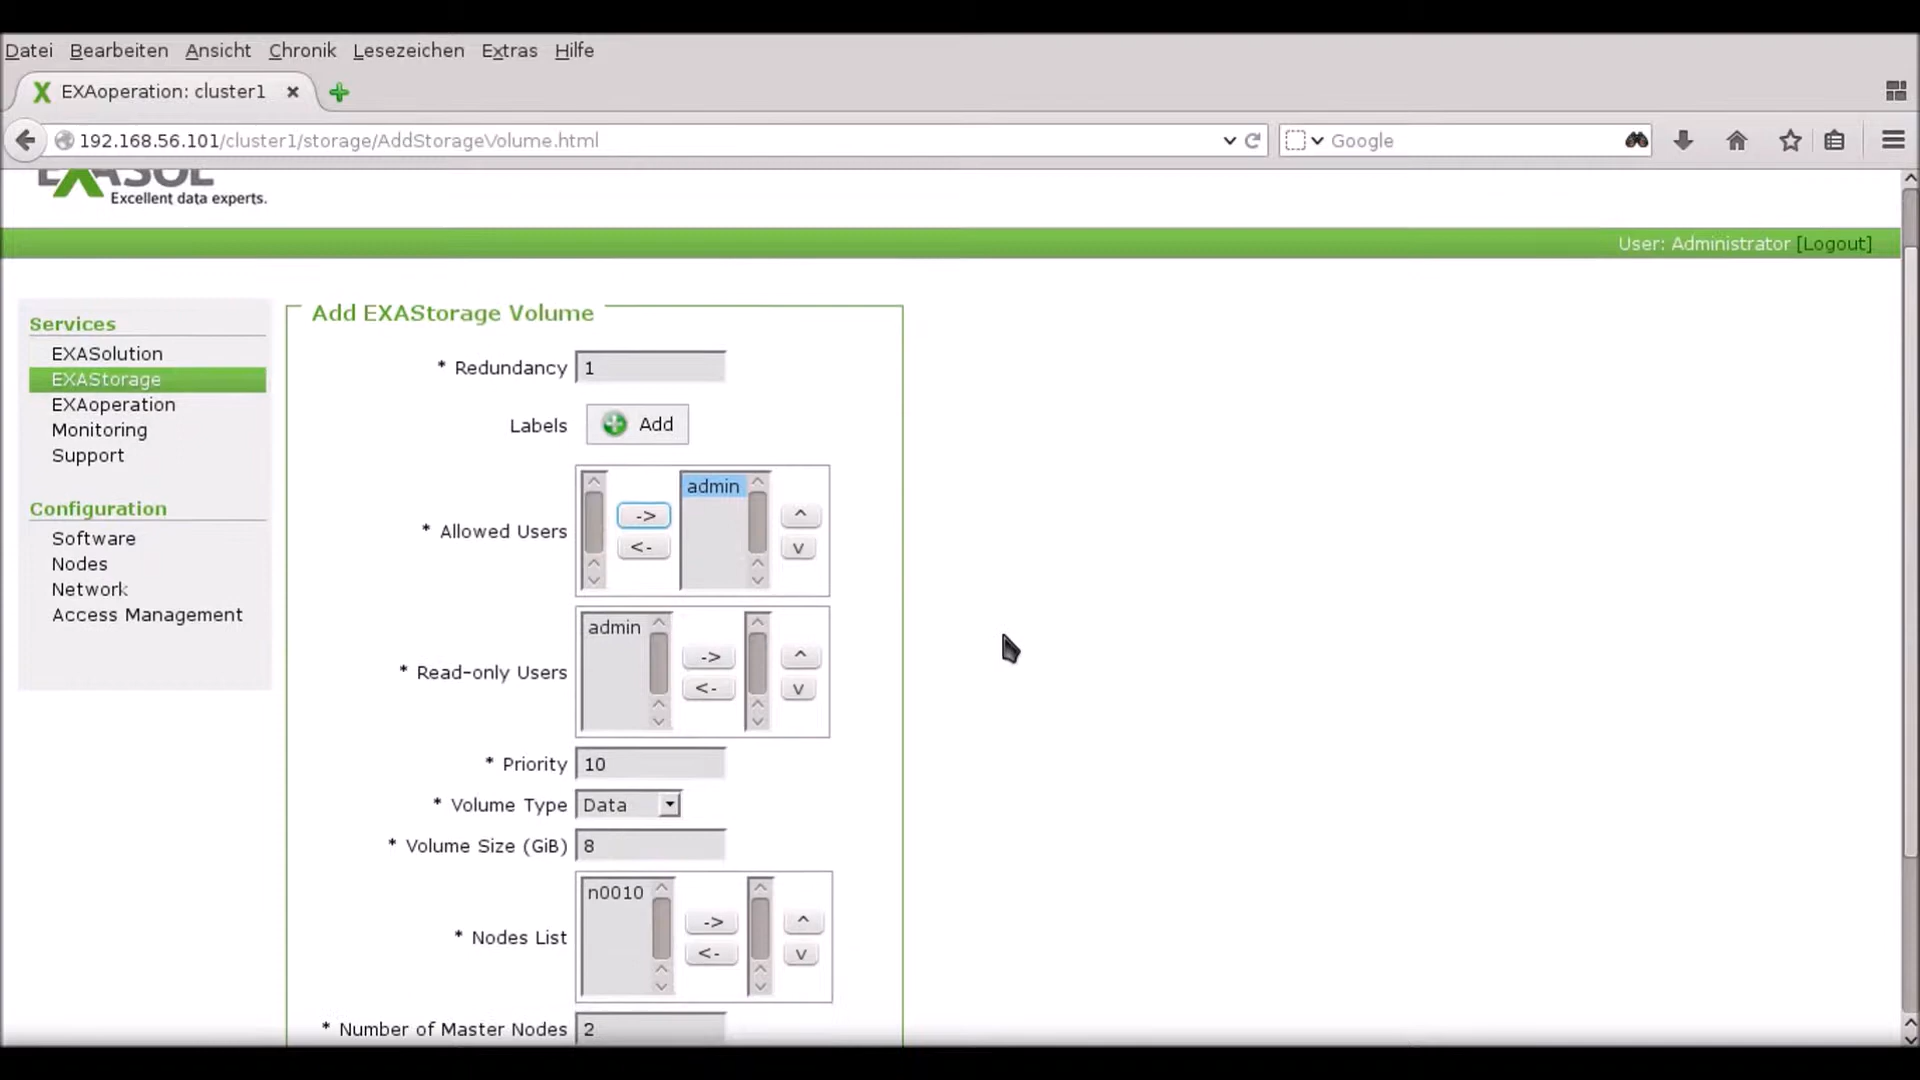 Datei Bearbeiten Ansicht Chronik Lesezeichen Extras Hilfe
EXAoperation: cluster1
192.168.56.101/cluster1/storage/AddStorageVolume.html
Google
EXASOL
Excellent data experts.
User: Administrator [Logout]
Services
EXASolution
EXAStorage
EXAoperation
Monitoring
Support
Configuration
Software
Nodes
Network
Access Management
Add EXAStorage Volume
* Redundancy 1
Labels Add
* Allowed Users -> <- admin ^ v
* Read-only Users admin -> <- ^ v
* Priority 10
* Volume Type Data
* Volume Size (GiB) 8
* Nodes List n0010 -> <- ^ v
* Number of Master Nodes 2